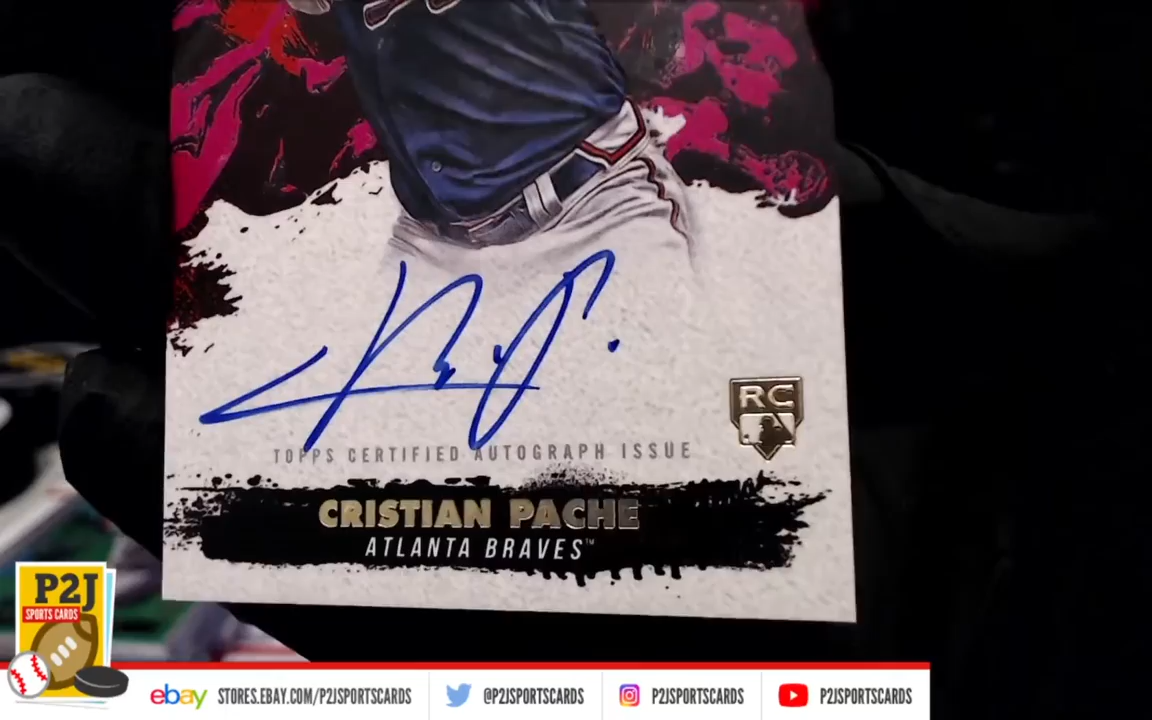 TOPPS CERTIFIED AUTOGRAPH ISSUE
RC
CRISTIAN PACHE
ATLANTA BRAVES™
P2J
SPORTS CARDS
ebay STORES.EBAY.COM/P2JSPORTSCARDS @P2JSPORTSCARDS P2JSPORTSCARDS P2JSPORTSCARDS